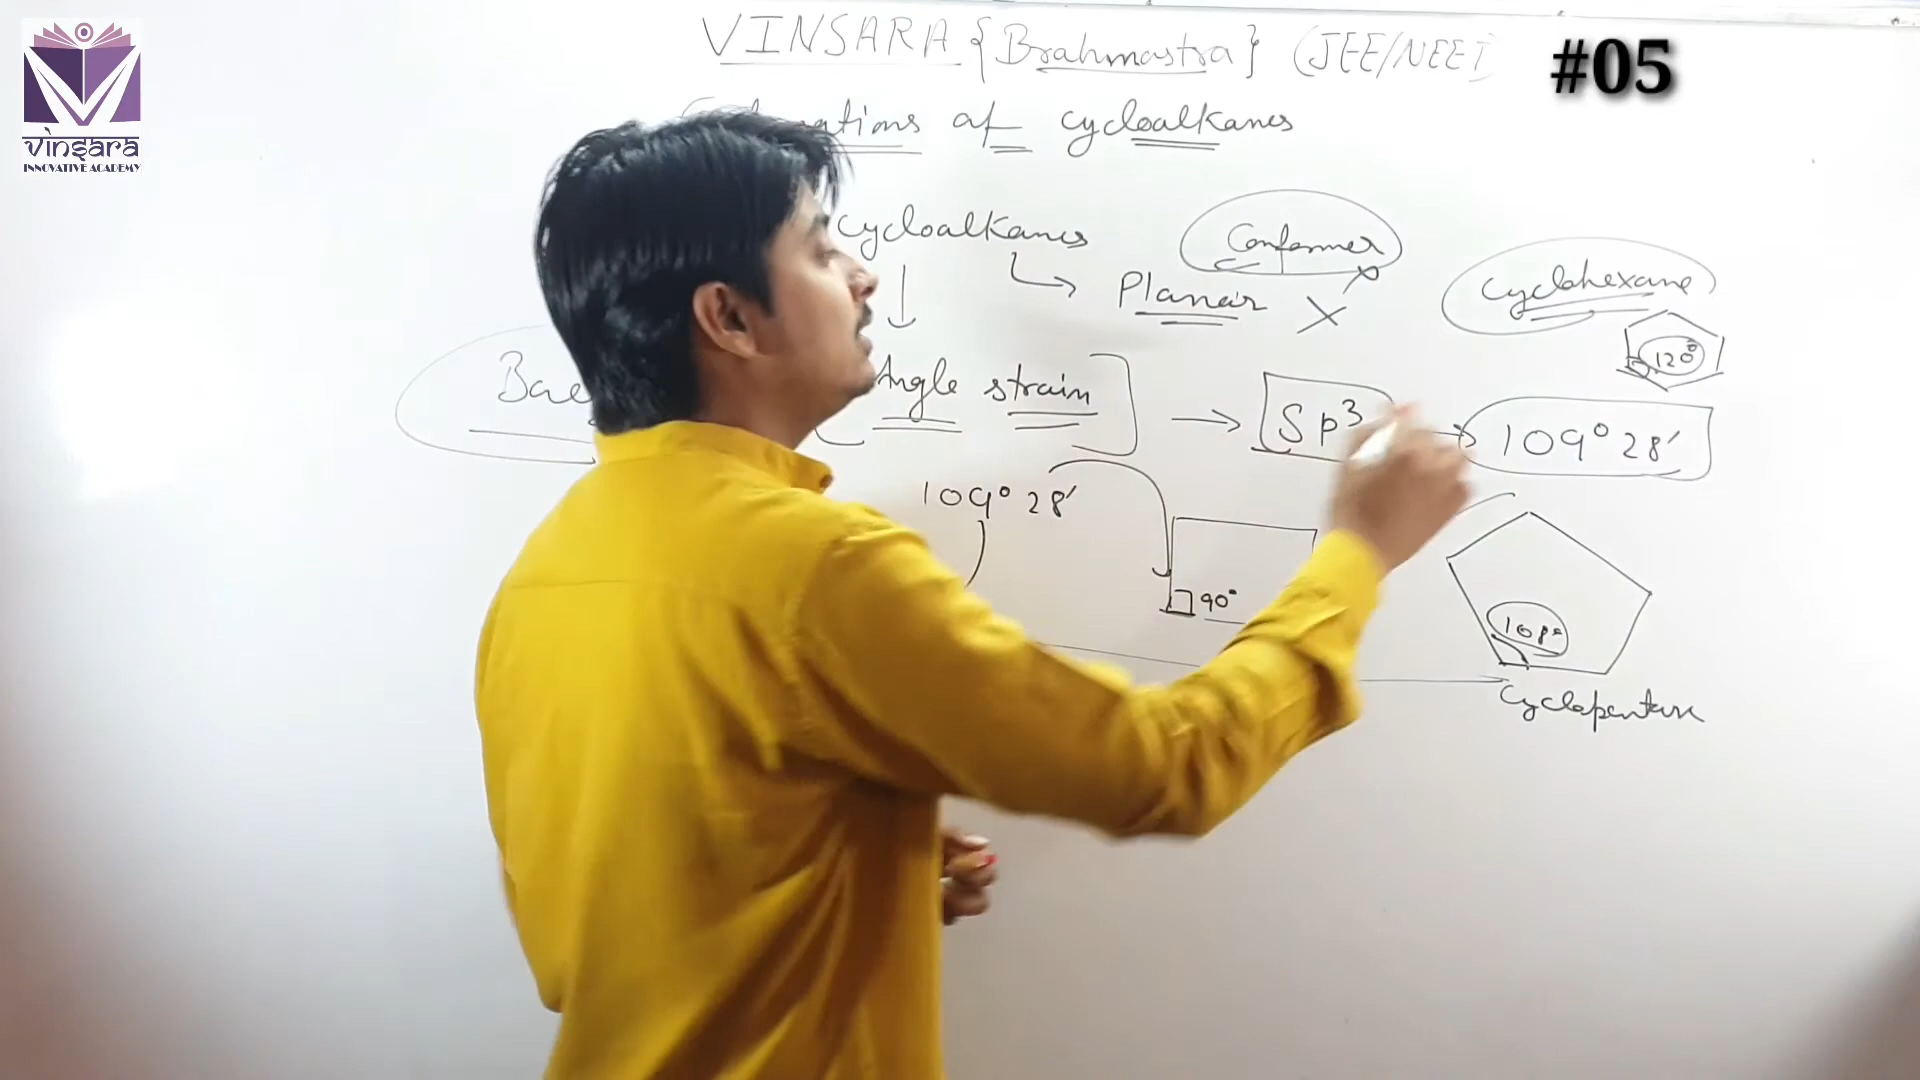 VINSARA {Brahmastra} (JEE/NEET) #05
vinsara
INNOVATIVE ACADEMY
of cycloalkanes
cycloalkanes
Conformer
Planar X
Cyclohexane
120°
Angle strain
Sp³
109° 28′
109° 28′
90°
108°
Cyclopentane